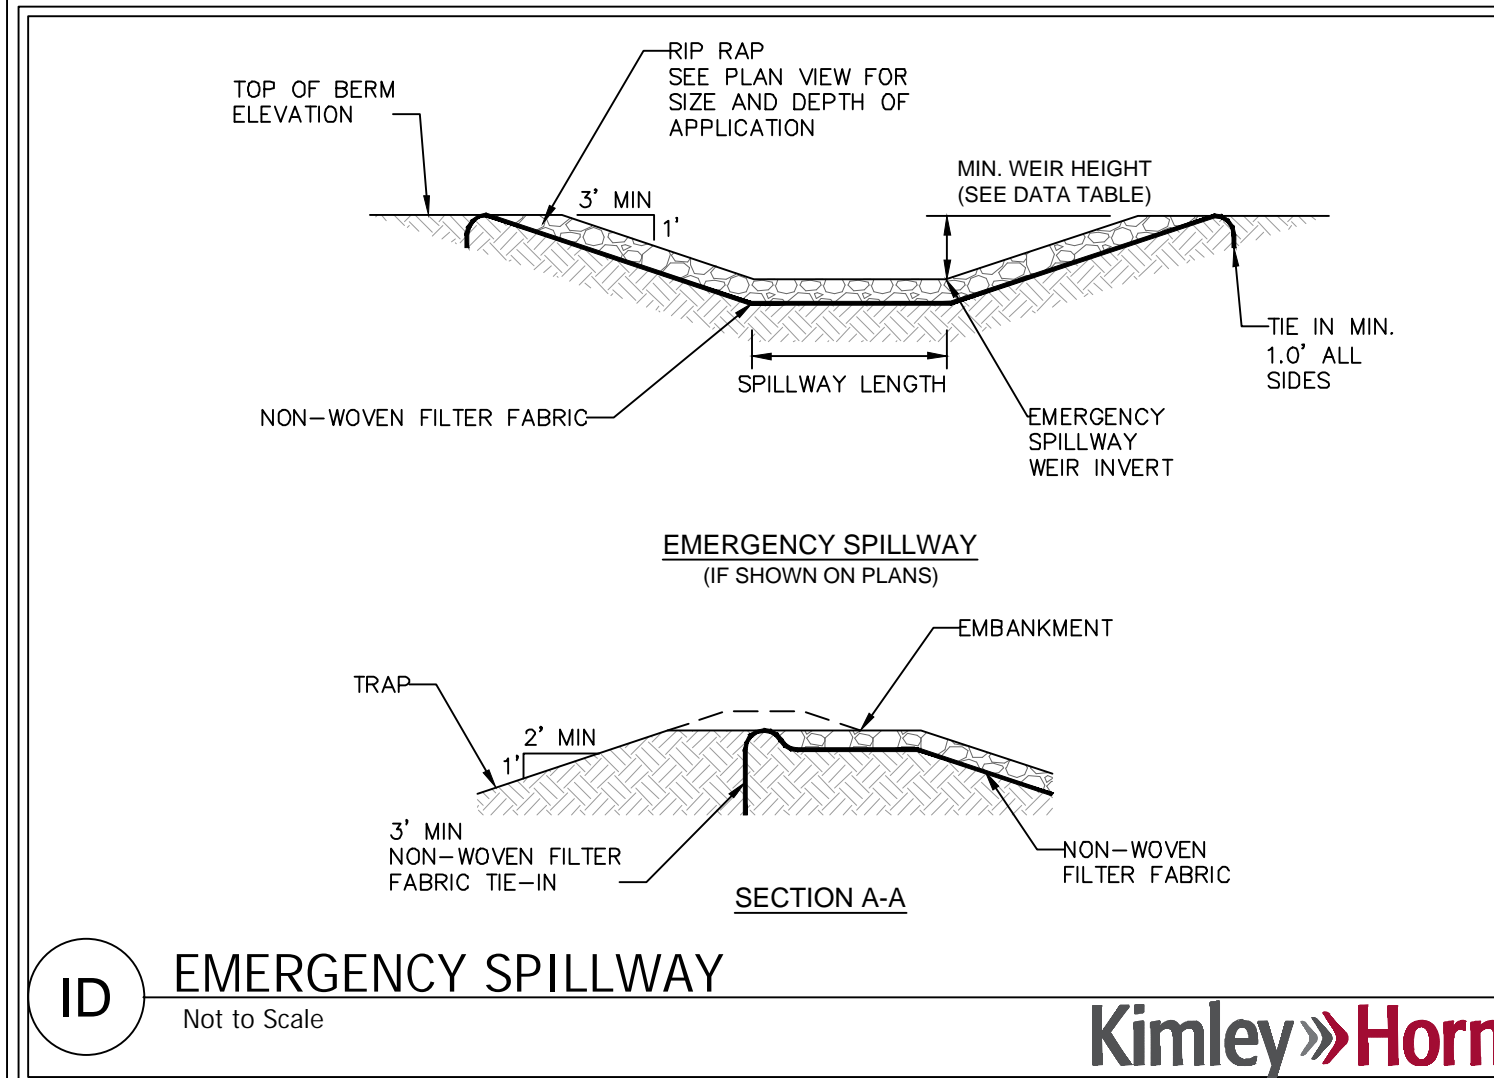 RIP RAP
SEE PLAN VIEW FOR
SIZE AND DEPTH OF
APPLICATION
TOP OF BERM
ELEVATION
3' MIN
1'
MIN. WEIR HEIGHT
(SEE DATA TABLE)
TIE IN MIN.
1.0' ALL
SIDES
SPILLWAY LENGTH
NON-WOVEN FILTER FABRIC
EMERGENCY
SPILLWAY
WEIR INVERT
EMERGENCY SPILLWAY
(IF SHOWN ON PLANS)
EMBANKMENT
TRAP
2' MIN
1'
3' MIN
NON-WOVEN FILTER
FABRIC TIE-IN
NON-WOVEN
FILTER FABRIC
SECTION A-A
ID
EMERGENCY SPILLWAY
Not to Scale
Kimley»Horn